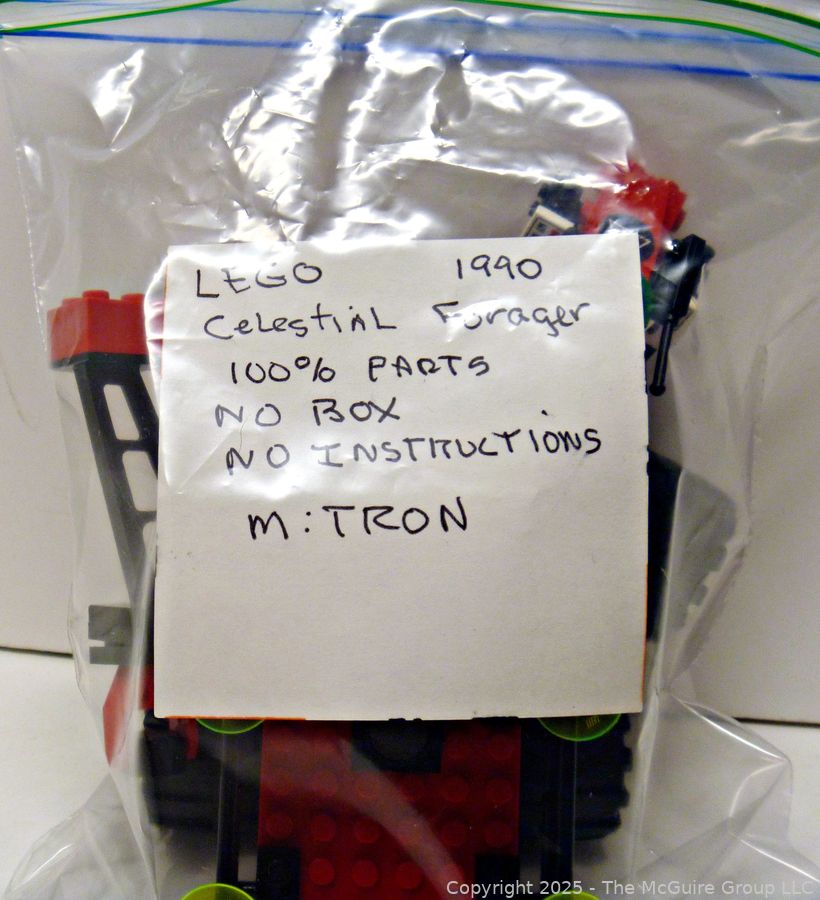 LEGO 1990
CELESTIAL Forager
100% PARTS
NO BOX
NO INSTRUCTIONS
M:TRON
Copyright 2025 - The McGuire Group LLC